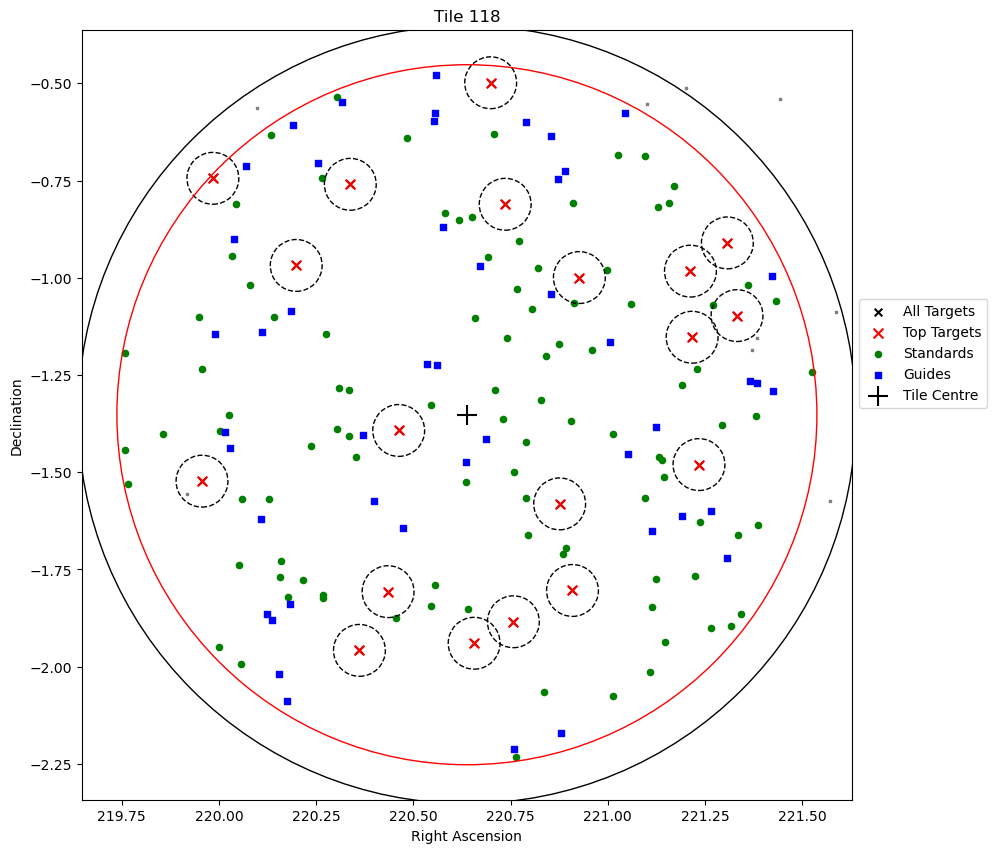 Tile 118
−0.50
−0.75
−1.00
−1.25
−1.50
−1.75
−2.00
−2.25
Declination
219.75 220.00 220.25 220.50 220.75 221.00 221.25 221.50
Right Ascension
All Targets
Top Targets
Standards
Guides
Tile Centre